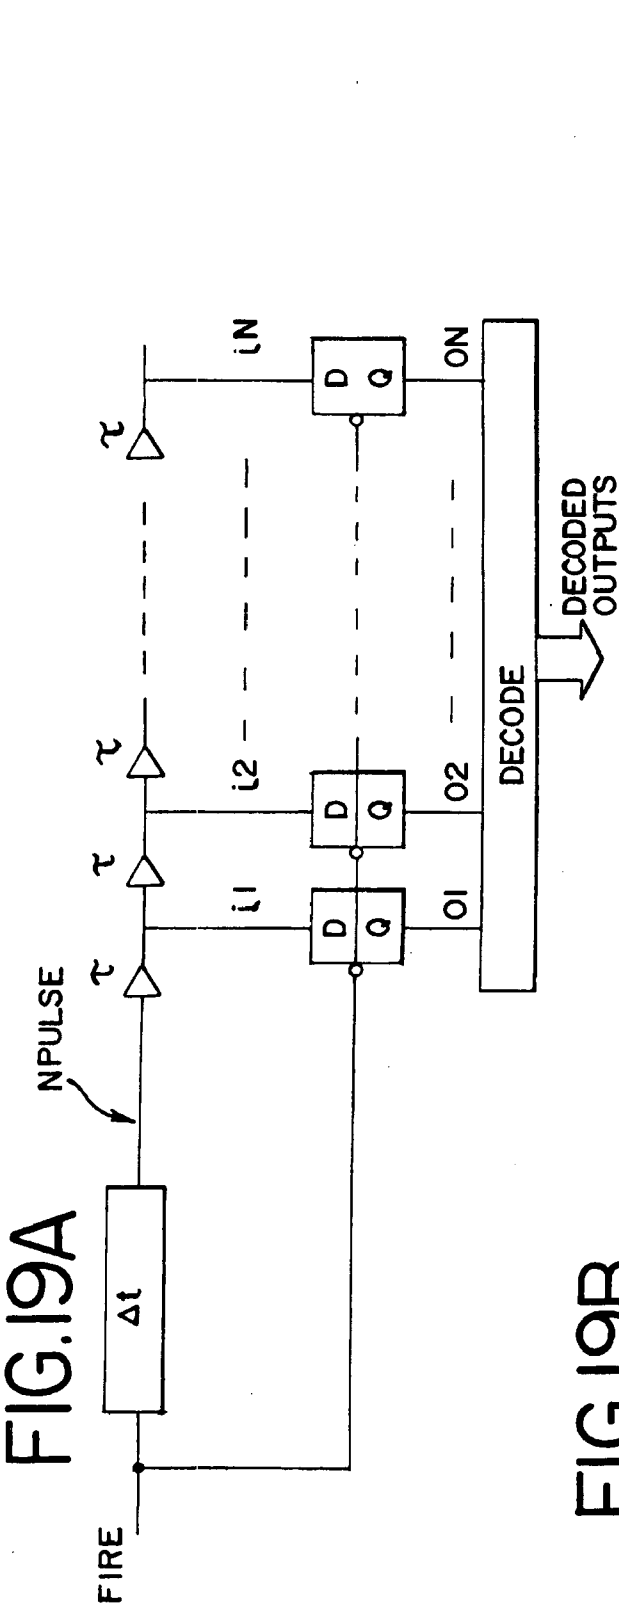 FIG.19A
FIRE
Δt
NPULSE
τ
τ
τ
τ
i1
i2
iN
D
Q
D
Q
D
Q
O1
O2
ON
DECODE
DECODED
OUTPUTS
FIG.19B